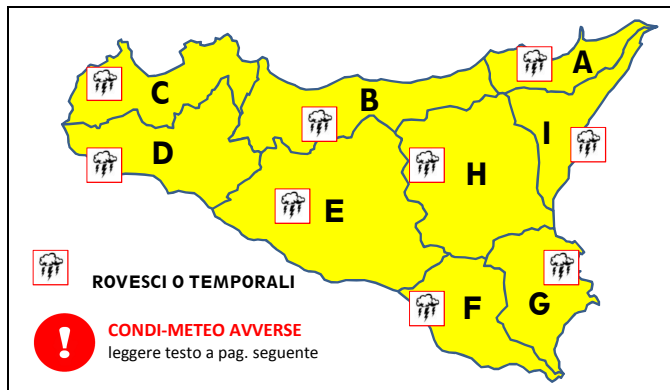 A
C
B
I
D
H
E
F
G
ROVESCI O TEMPORALI
! CONDI-METEO AVVERSE
leggere testo a pag. seguente